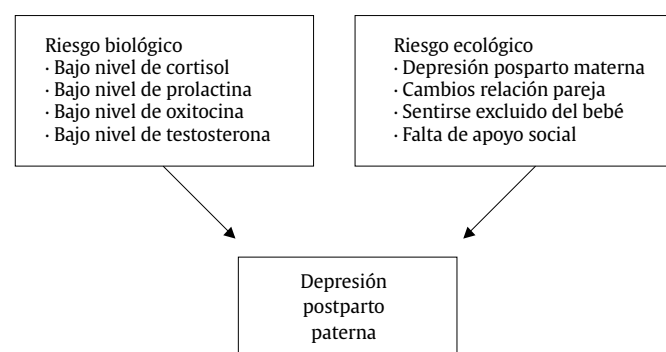 Riesgo biológico
· Bajo nivel de cortisol
· Bajo nivel de prolactina
· Bajo nivel de oxitocina
· Bajo nivel de testosterona
Riesgo ecológico
· Depresión posparto materna
· Cambios relación pareja
· Sentirse excluido del bebé
· Falta de apoyo social
Depresión
postparto
paterna